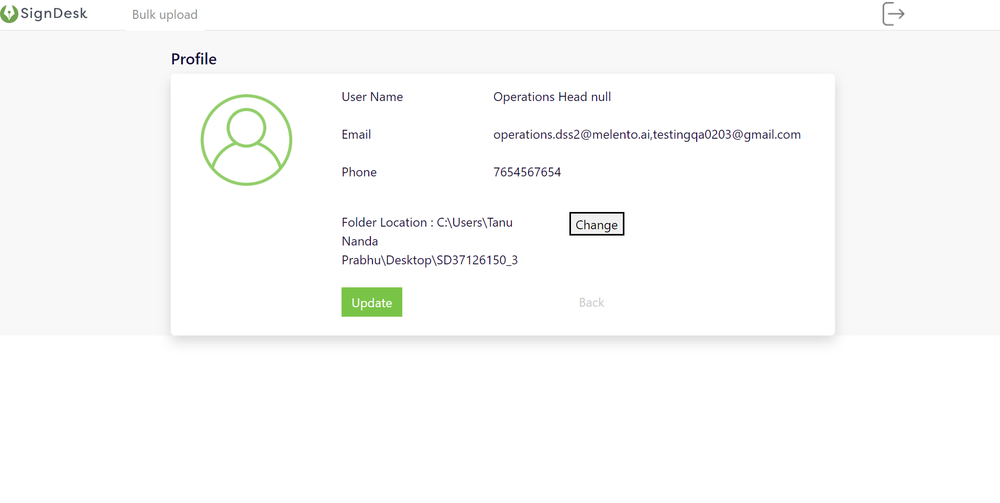 SignDesk
Bulk upload
Profile
User Name
Operations Head null
Email
operations.dss2@melento.ai,testingqa0203@gmail.com
Phone
7654567654
Folder Location : C:\Users\Tanu
Nanda
Prabhu\Desktop\SD37126150_3
Change
Update
Back